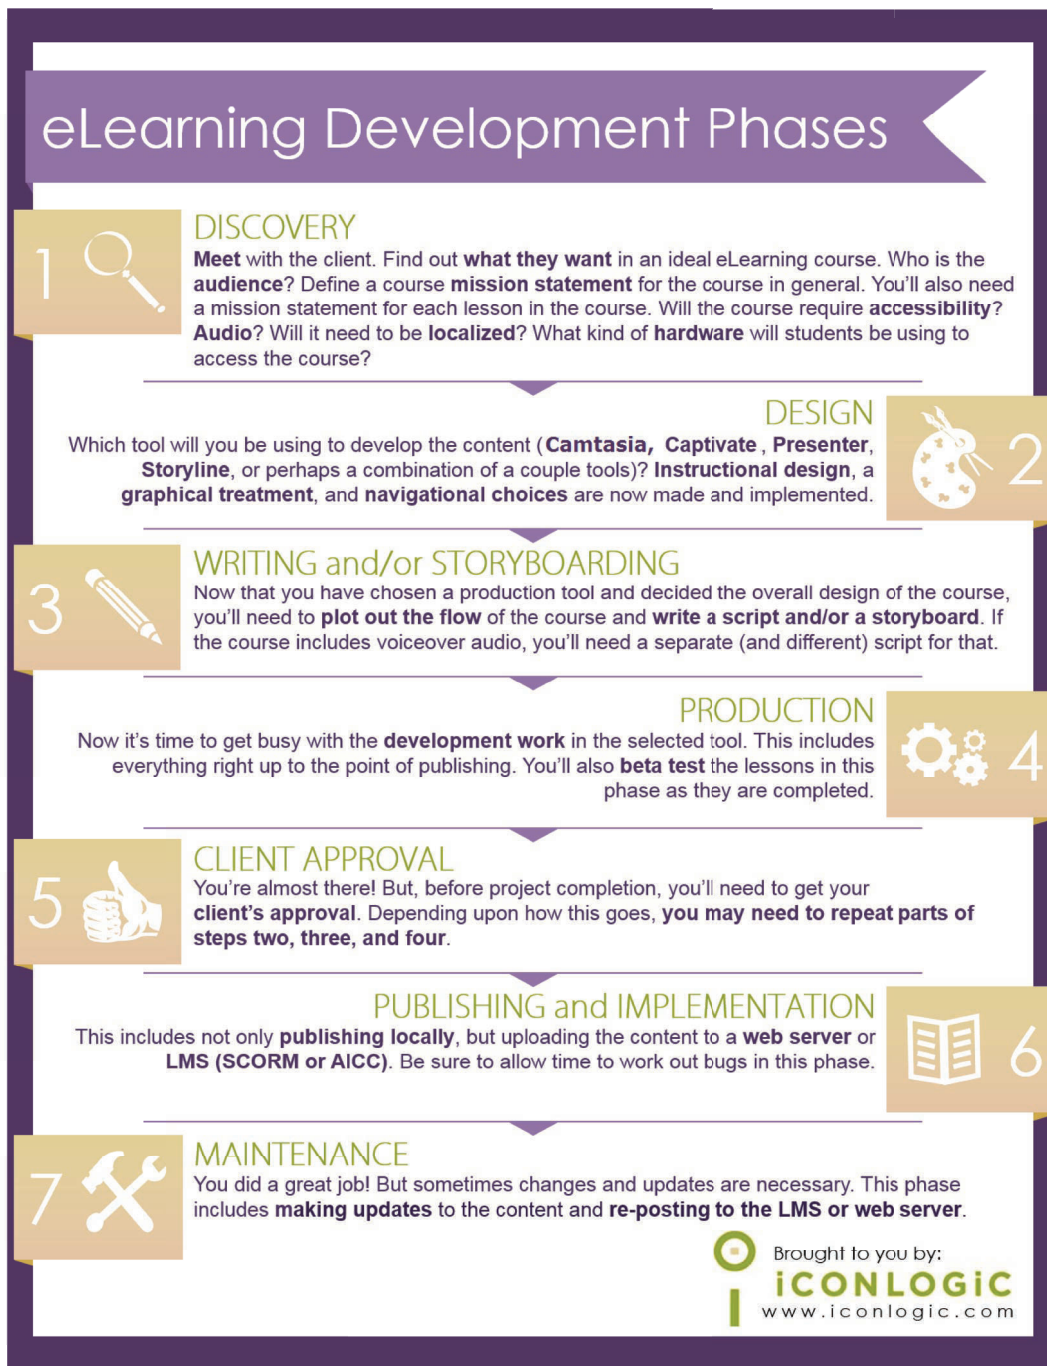 eLearning Development Phases
1
DISCOVERY
Meet with the client. Find out what they want in an ideal eLearning course. Who is the
audience? Define a course mission statement for the course in general. You'll also need
a mission statement for each lesson in the course. Will the course require accessibility?
Audio? Will it need to be localized? What kind of hardware will students be using to
access the course?
DESIGN
Which tool will you be using to develop the content (Camtasia, Captivate, Presenter,
Storyline, or perhaps a combination of a couple tools)? Instructional design, a
graphical treatment, and navigational choices are now made and implemented.
2
3
WRITING and/or STORYBOARDING
Now that you have chosen a production tool and decided the overall design of the course,
you'll need to plot out the flow of the course and write a script and/or a storyboard. If
the course includes voiceover audio, you'll need a separate (and different) script for that.
PRODUCTION
Now it's time to get busy with the development work in the selected tool. This includes
everything right up to the point of publishing. You'll also beta test the lessons in this
phase as they are completed.
4
5
CLIENT APPROVAL
You're almost there! But, before project completion, you'll need to get your
client's approval. Depending upon how this goes, you may need to repeat parts of
steps two, three, and four.
PUBLISHING and IMPLEMENTATION
This includes not only publishing locally, but uploading the content to a web server or
LMS (SCORM or AICC). Be sure to allow time to work out bugs in this phase.
6
7
MAINTENANCE
You did a great job! But sometimes changes and updates are necessary. This phase
includes making updates to the content and re-posting to the LMS or web server.
Brought to you by:
iCONLOGiC
www.iconlogic.com